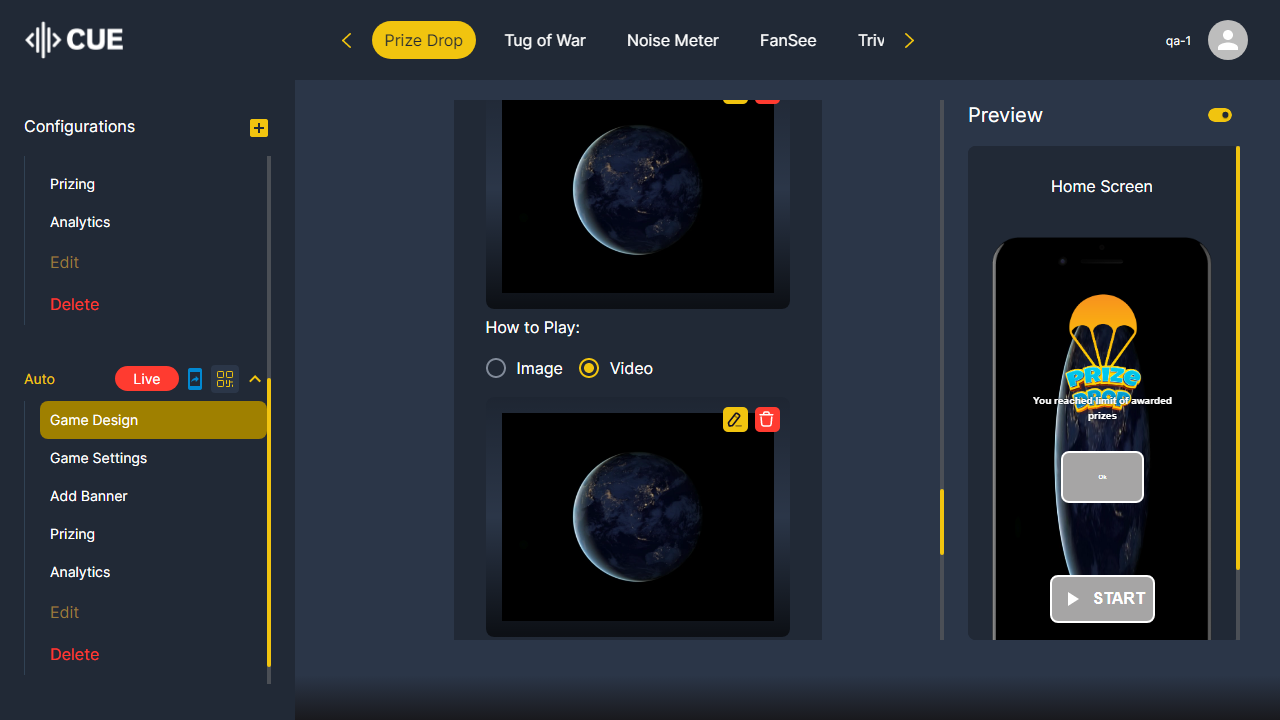 CUE
Prize Drop
Tug of War
Noise Meter
FanSee
Triv
qa-1
Configurations
Prizing
Analytics
Edit
Delete
Auto
Live
Game Design
Game Settings
Add Banner
Prizing
Analytics
Edit
Delete
How to Play:
Image
Video
Preview
Home Screen
PRIZE
DROP
You reached limit of awarded
prizes
Ok
START